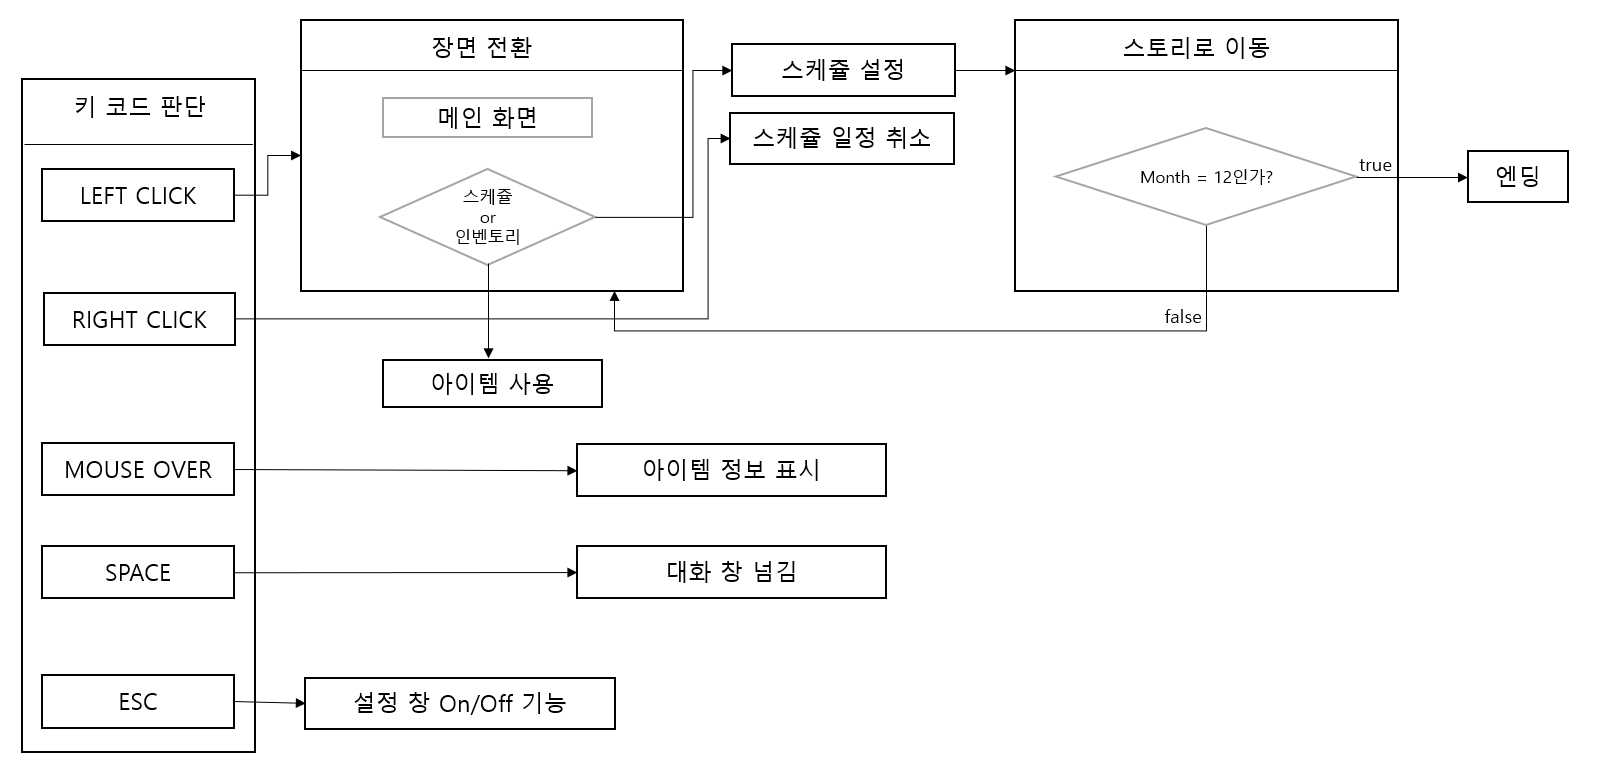 키 코드 판단
LEFT CLICK
RIGHT CLICK
MOUSE OVER
SPACE
ESC
장면 전환
메인 화면
스케쥴
or
인벤토리
아이템 사용
스케쥴 설정
스케쥴 일정 취소
스토리로 이동
Month = 12인가?
true
false
엔딩
아이템 정보 표시
대화 창 넘김
설정 창 On/Off 기능